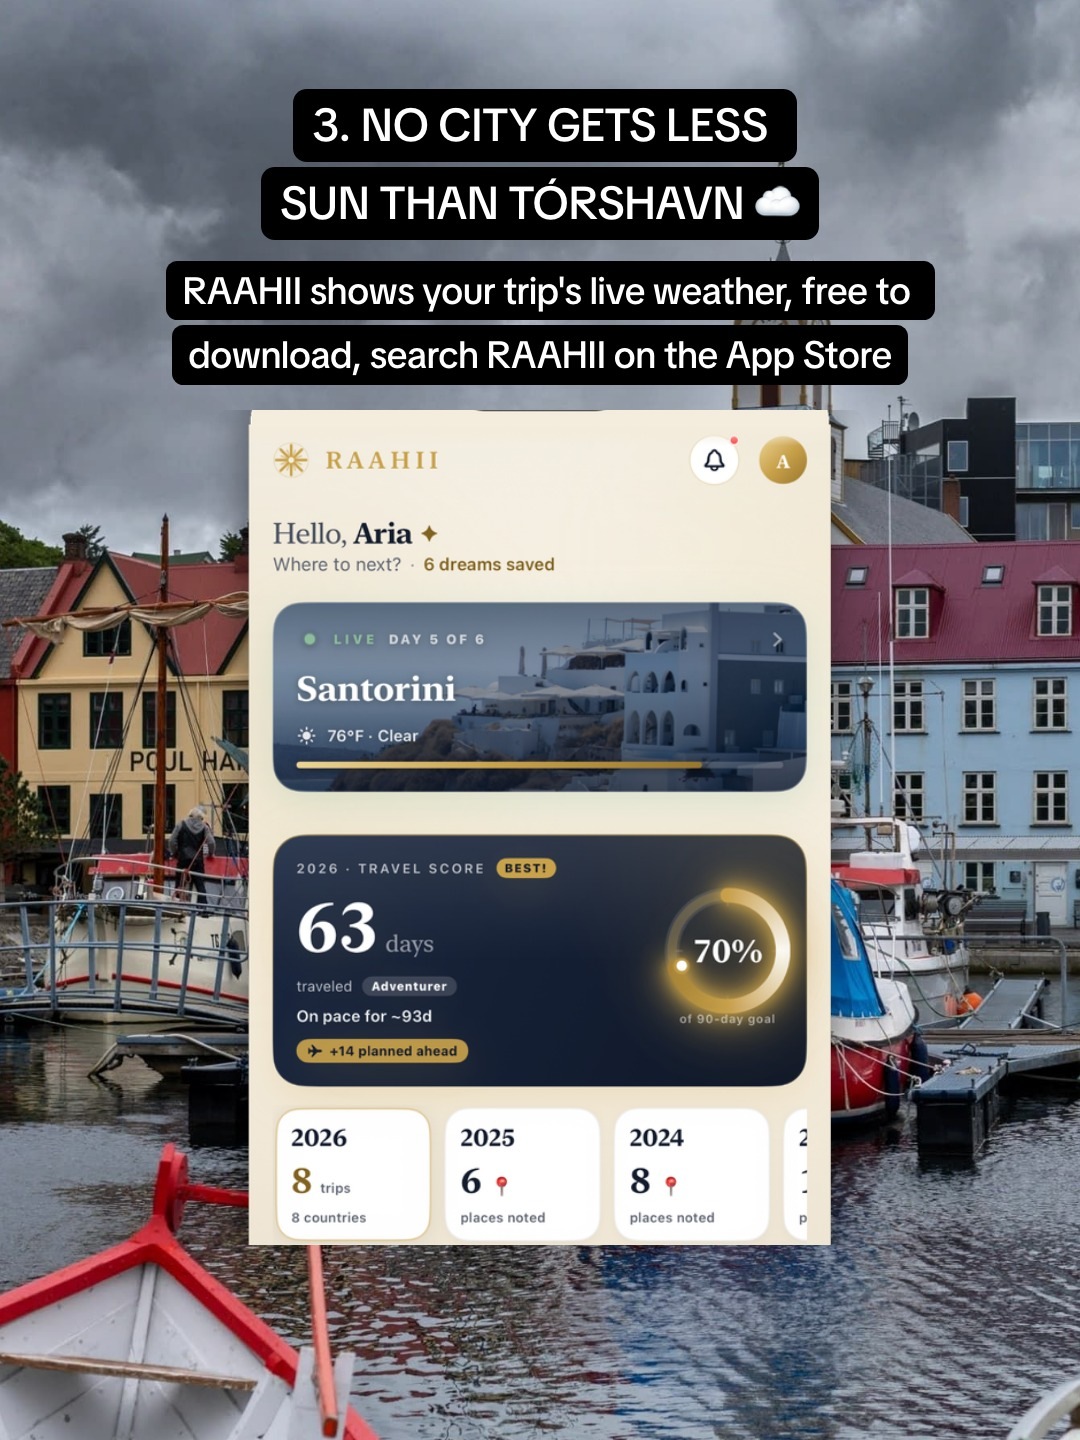 3. NO CITY GETS LESS
SUN THAN TÓRSHAVN ☁️
RAAHII shows your trip's live weather, free to
download, search RAAHII on the App Store
RAAHII
A
Hello, Aria ✦
Where to next? · 6 dreams saved
LIVE DAY 5 OF 6
Santorini
76°F · Clear
POUL HA
2026 · TRAVEL SCORE BEST!
63 days
70%
traveled Adventurer
On pace for ~93d
of 90-day goal
+14 planned ahead
2026 2025 2024
8 trips 6 📍 8 📍
8 countries places noted places noted